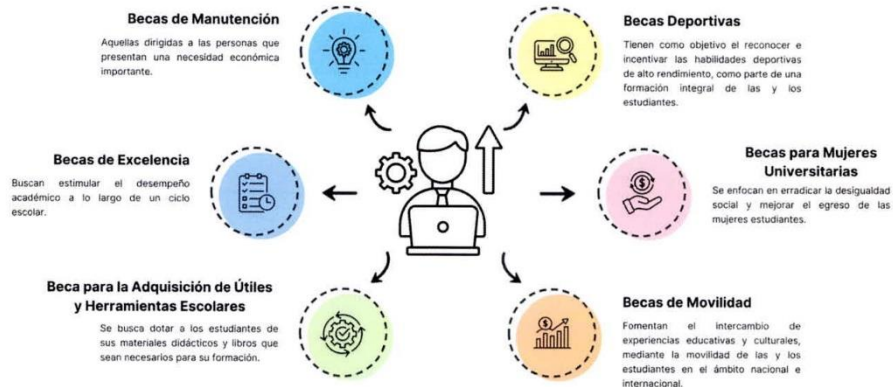 Becas de Manutención
Aquellas dirigidas a las personas que
presentan una necesidad económica
importante.
Becas Deportivas
Tienen como objetivo el reconocer e
incentivar las habilidades deportivas
de alto rendimiento, como parte de una
formación integral de las y los
estudiantes.
Becas de Excelencia
Buscan estimular el desempeño
académico a lo largo de un ciclo
escolar.
Becas para Mujeres
Universitarias
Se enfocan en erradicar la desigualdad
social y mejorar el egreso de las
mujeres estudiantes.
Beca para la Adquisición de Útiles
y Herramientas Escolares
Se busca dotar a los estudiantes de
sus materiales didácticos y libros que
sean necesarios para su formación.
Becas de Movilidad
Fomentan el intercambio de
experiencias educativas y culturales,
mediante la movilidad de las y los
estudiantes en el ámbito nacional e
internacional.